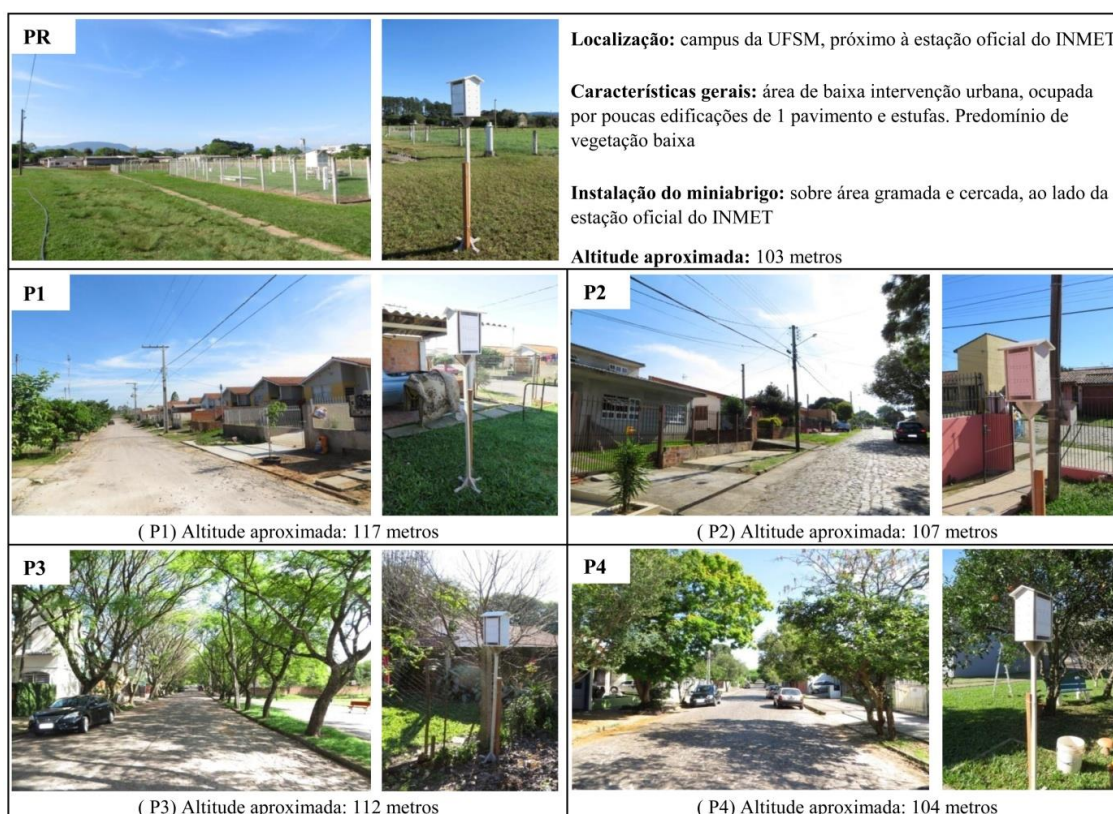 PR
Localização: campus da UFSM, próximo à estação oficial do INMET
Características gerais: área de baixa intervenção urbana, ocupada
por poucas edificações de 1 pavimento e estufas. Predomínio de
vegetação baixa
Instalação do miniabrigo: sobre área gramada e cercada, ao lado da
estação oficial do INMET
Altitude aproximada: 103 metros
P1
( P1) Altitude aproximada: 117 metros
P2
(P2) Altitude aproximada: 107 metros
P3
( P3) Altitude aproximada: 112 metros
P4
(P4) Altitude aproximada: 104 metros